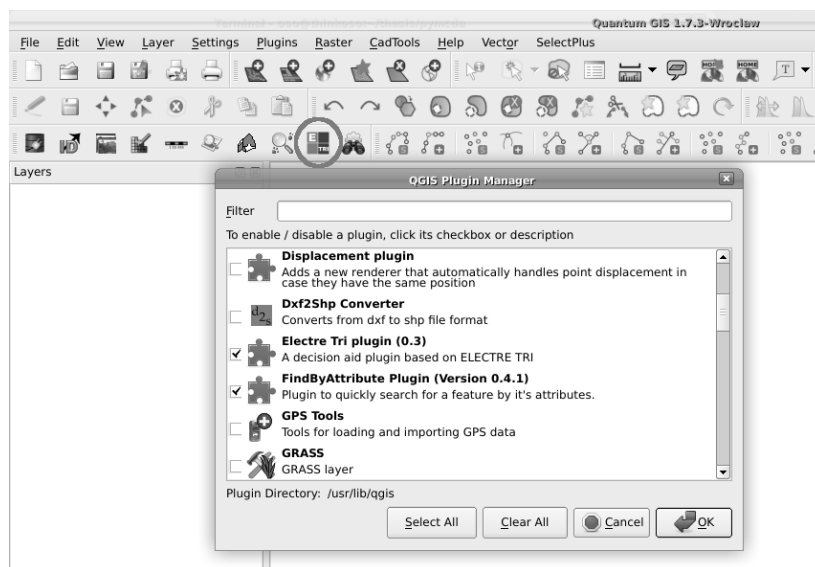 Quantum GIS 1.7.3-Wroclaw
File Edit View Layer Settings Plugins Raster CadTools Help Vector SelectPlus
Layers
QGIS Plugin Manager
Filter
To enable / disable a plugin, click its checkbox or description
Displacement plugin
Adds a new renderer that automatically handles point displacement in
case they have the same position
Dxf2Shp Converter
Converts from dxf to shp file format
Electre Tri plugin (0.3)
A decision aid plugin based on ELECTRE TRI
FindByAttribute Plugin (Version 0.4.1)
Plugin to quickly search for a feature by it's attributes.
GPS Tools
Tools for loading and importing GPS data
GRASS
GRASS layer
Plugin Directory: /usr/lib/qgis
Select All Clear All Cancel OK